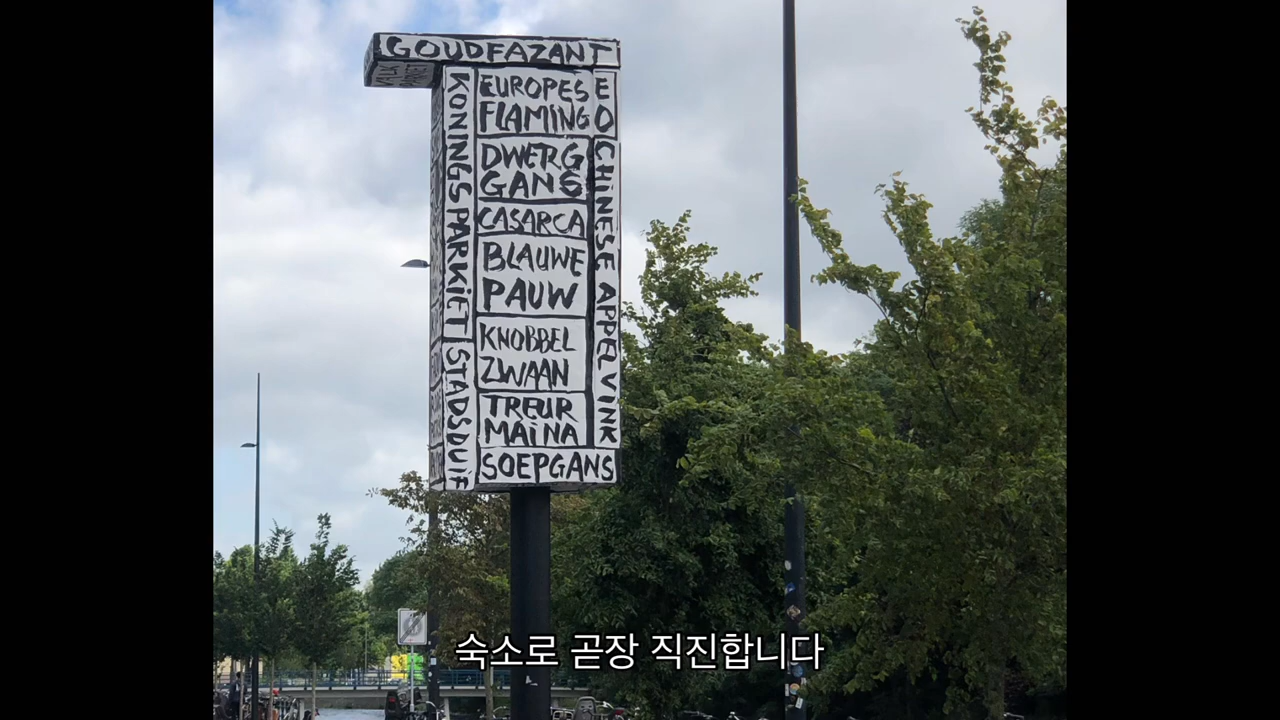 GOUDFAZANT
KONINGSPARKIET
STADSDUIF
EUROPESE
FLAMINGO
DWERG
GANS
CASARCA
BLAUWE
PAUW
KNOBBEL
ZWAAN
TREUR
MAiNA
SOEPGANS
CHiNESE APPELVINK
숙소로 곧장 직진합니다